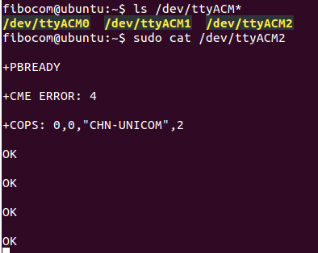 fibocom@ubuntu:~$ ls /dev/ttyACM*
/dev/ttyACM0  /dev/ttyACM1  /dev/ttyACM2
fibocom@ubuntu:~$ sudo cat /dev/ttyACM2
+PBREADY
+CME ERROR: 4
+COPS: 0,0,"CHN-UNICOM",2
OK
OK
OK
OK